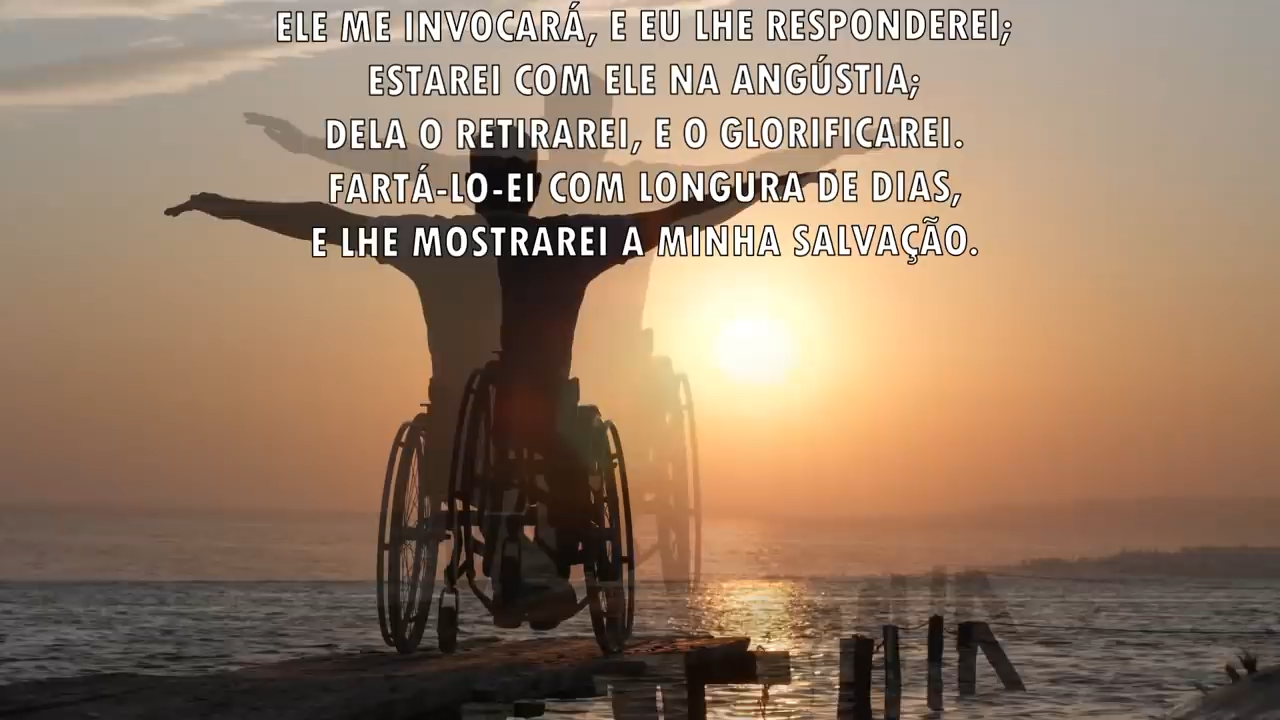 ELE ME INVOCARÁ, E EU LHE RESPONDEREI;
ESTAREI COM ELE NA ANGÚSTIA;
DELA O RETIRAREI, E O GLORIFICAREI.
FARTÁ-LO-EI COM LONGURA DE DIAS,
E LHE MOSTRAREI A MINHA SALVAÇÃO.